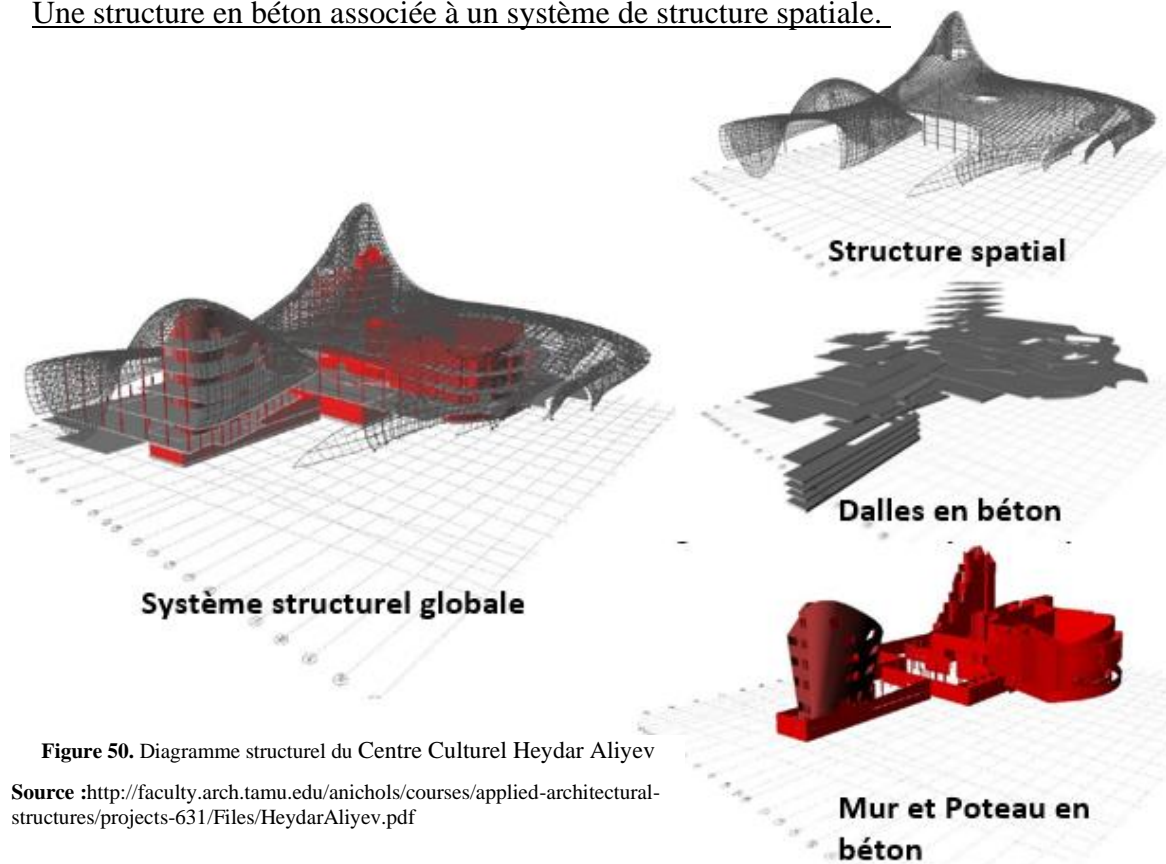 Une structure en béton associée à un système de structure spatiale.
Structure spatial
Dalles en béton
Système structurel globale
Mur et Poteau en
béton
Figure 50. Diagramme structurel du Centre Culturel Heydar Aliyev
Source :http://faculty.arch.tamu.edu/anichols/courses/applied-architectural-
structures/projects-631/Files/HeydarAliyev.pdf